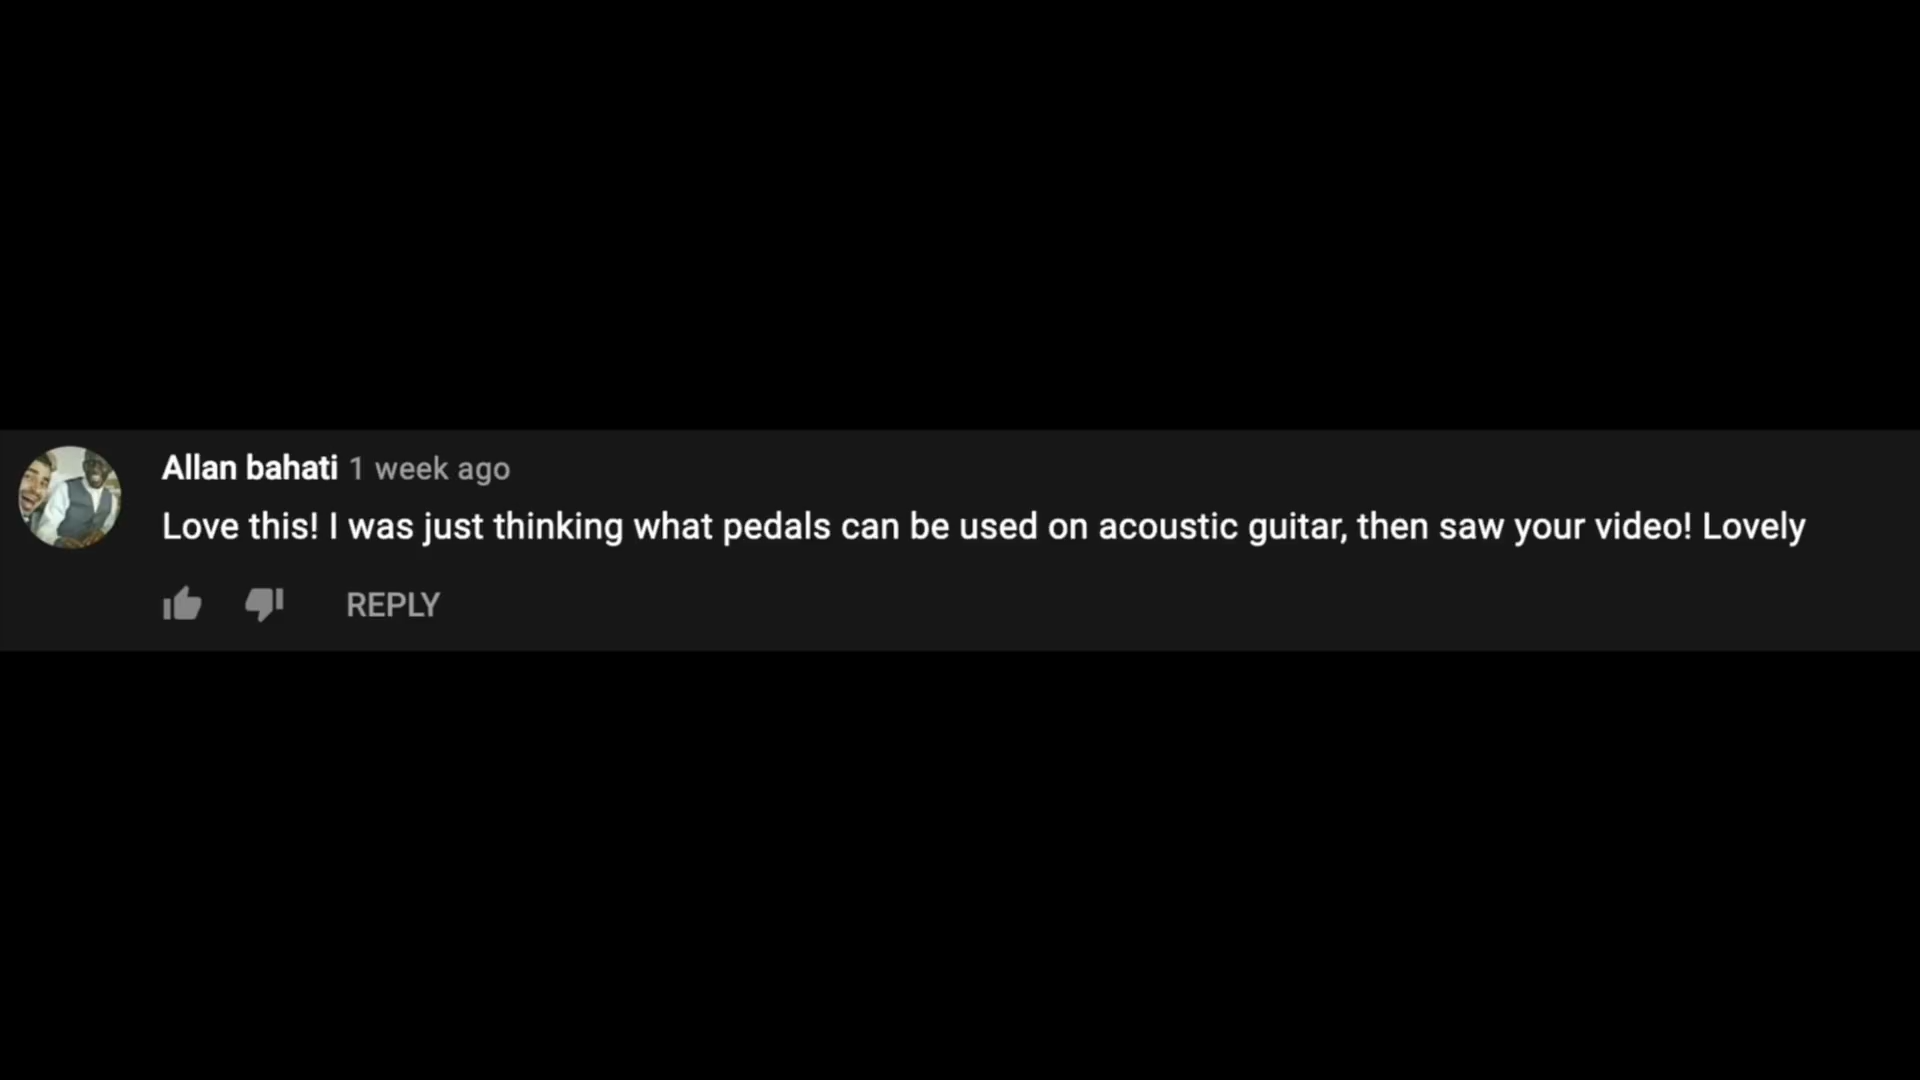 Allan bahati 1 week ago
Love this! I was just thinking what pedals can be used on acoustic guitar, then saw your video! Lovely
REPLY